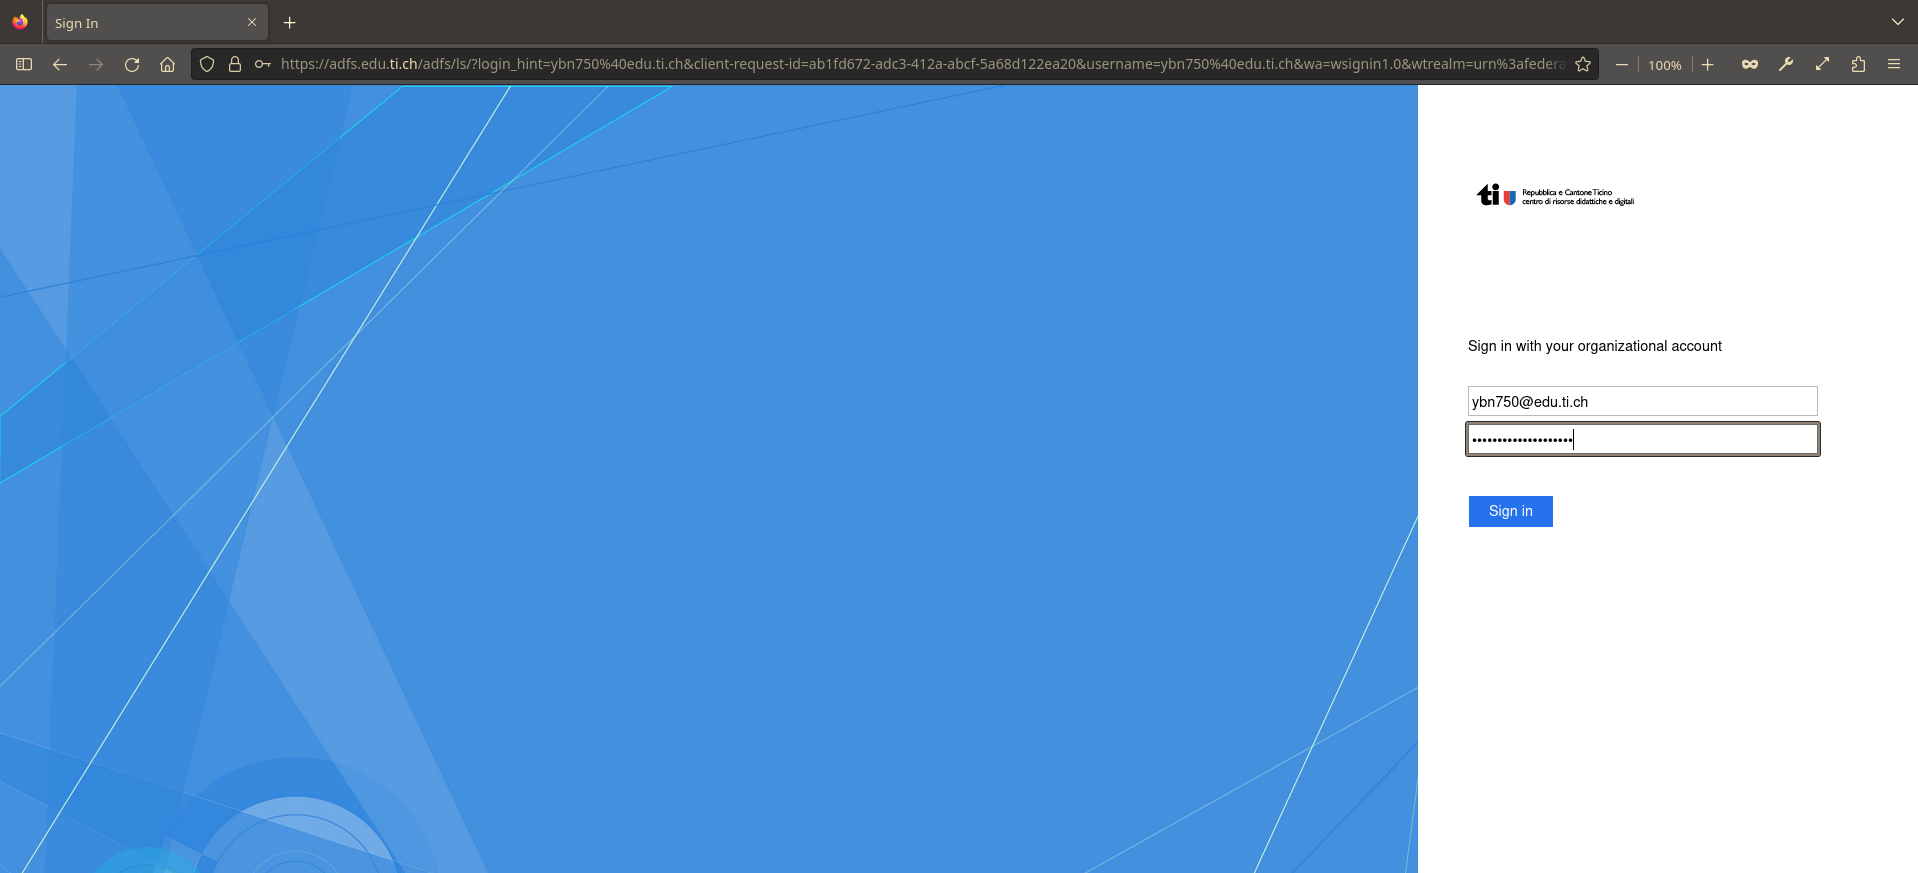 Sign In
https://adfs.edu.ti.ch/adfs/ls/?login_hint=ybn750%40edu.ti.ch&client-request-id=ab1fd672-adc3-412a-abcf-5a68d122ea20&username=ybn750%40edu.ti.ch&wa=wsignin1.0&wtrealm=urn%3afedera
100%
ti
Repubblica e Cantone Ticino
centro di risorse didattiche e digitali
Sign in with your organizational account
ybn750@edu.ti.ch
••••••••••••••••••••
Sign in